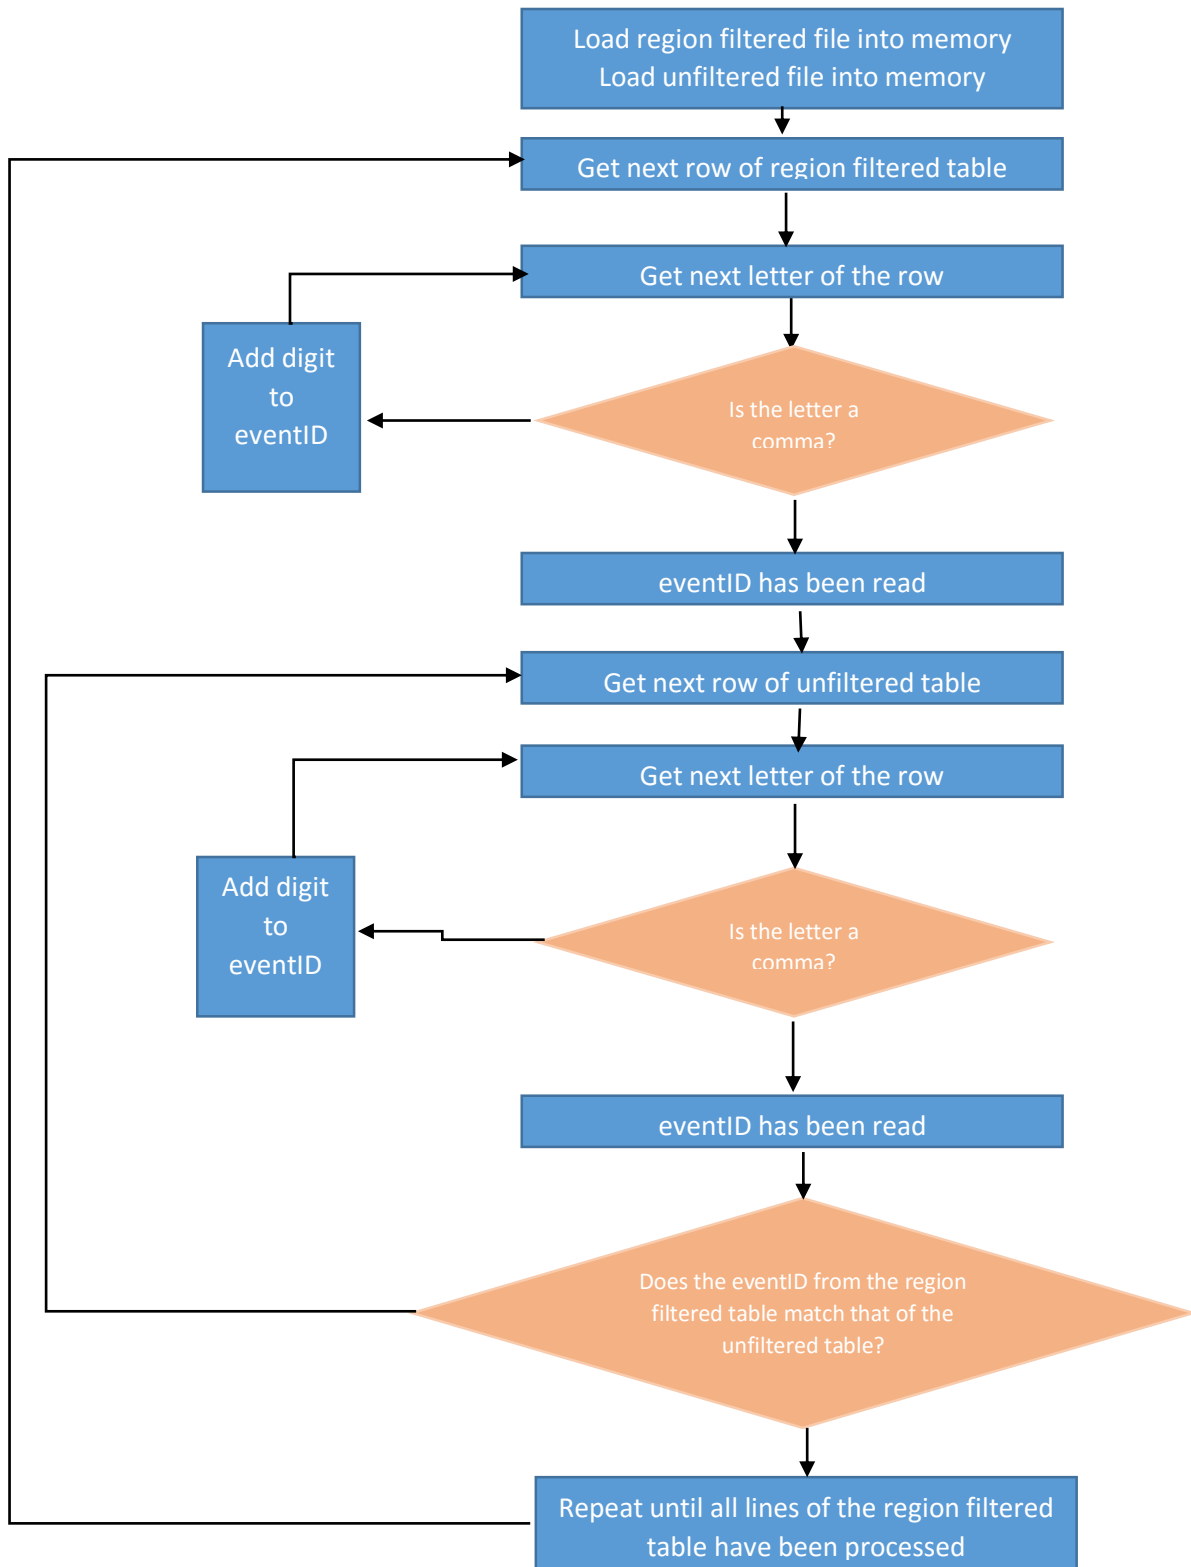 Load region filtered file into memory
Load unfiltered file into memory
Get next row of region filtered table
Get next letter of the row
Add digit
to
eventID
Is the letter a
comma?
eventID has been read
Get next row of unfiltered table
Get next letter of the row
Add digit
to
eventID
Is the letter a
comma?
eventID has been read
Does the eventID from the region
filtered table match that of the
unfiltered table?
Repeat until all lines of the region filtered
table have been processed